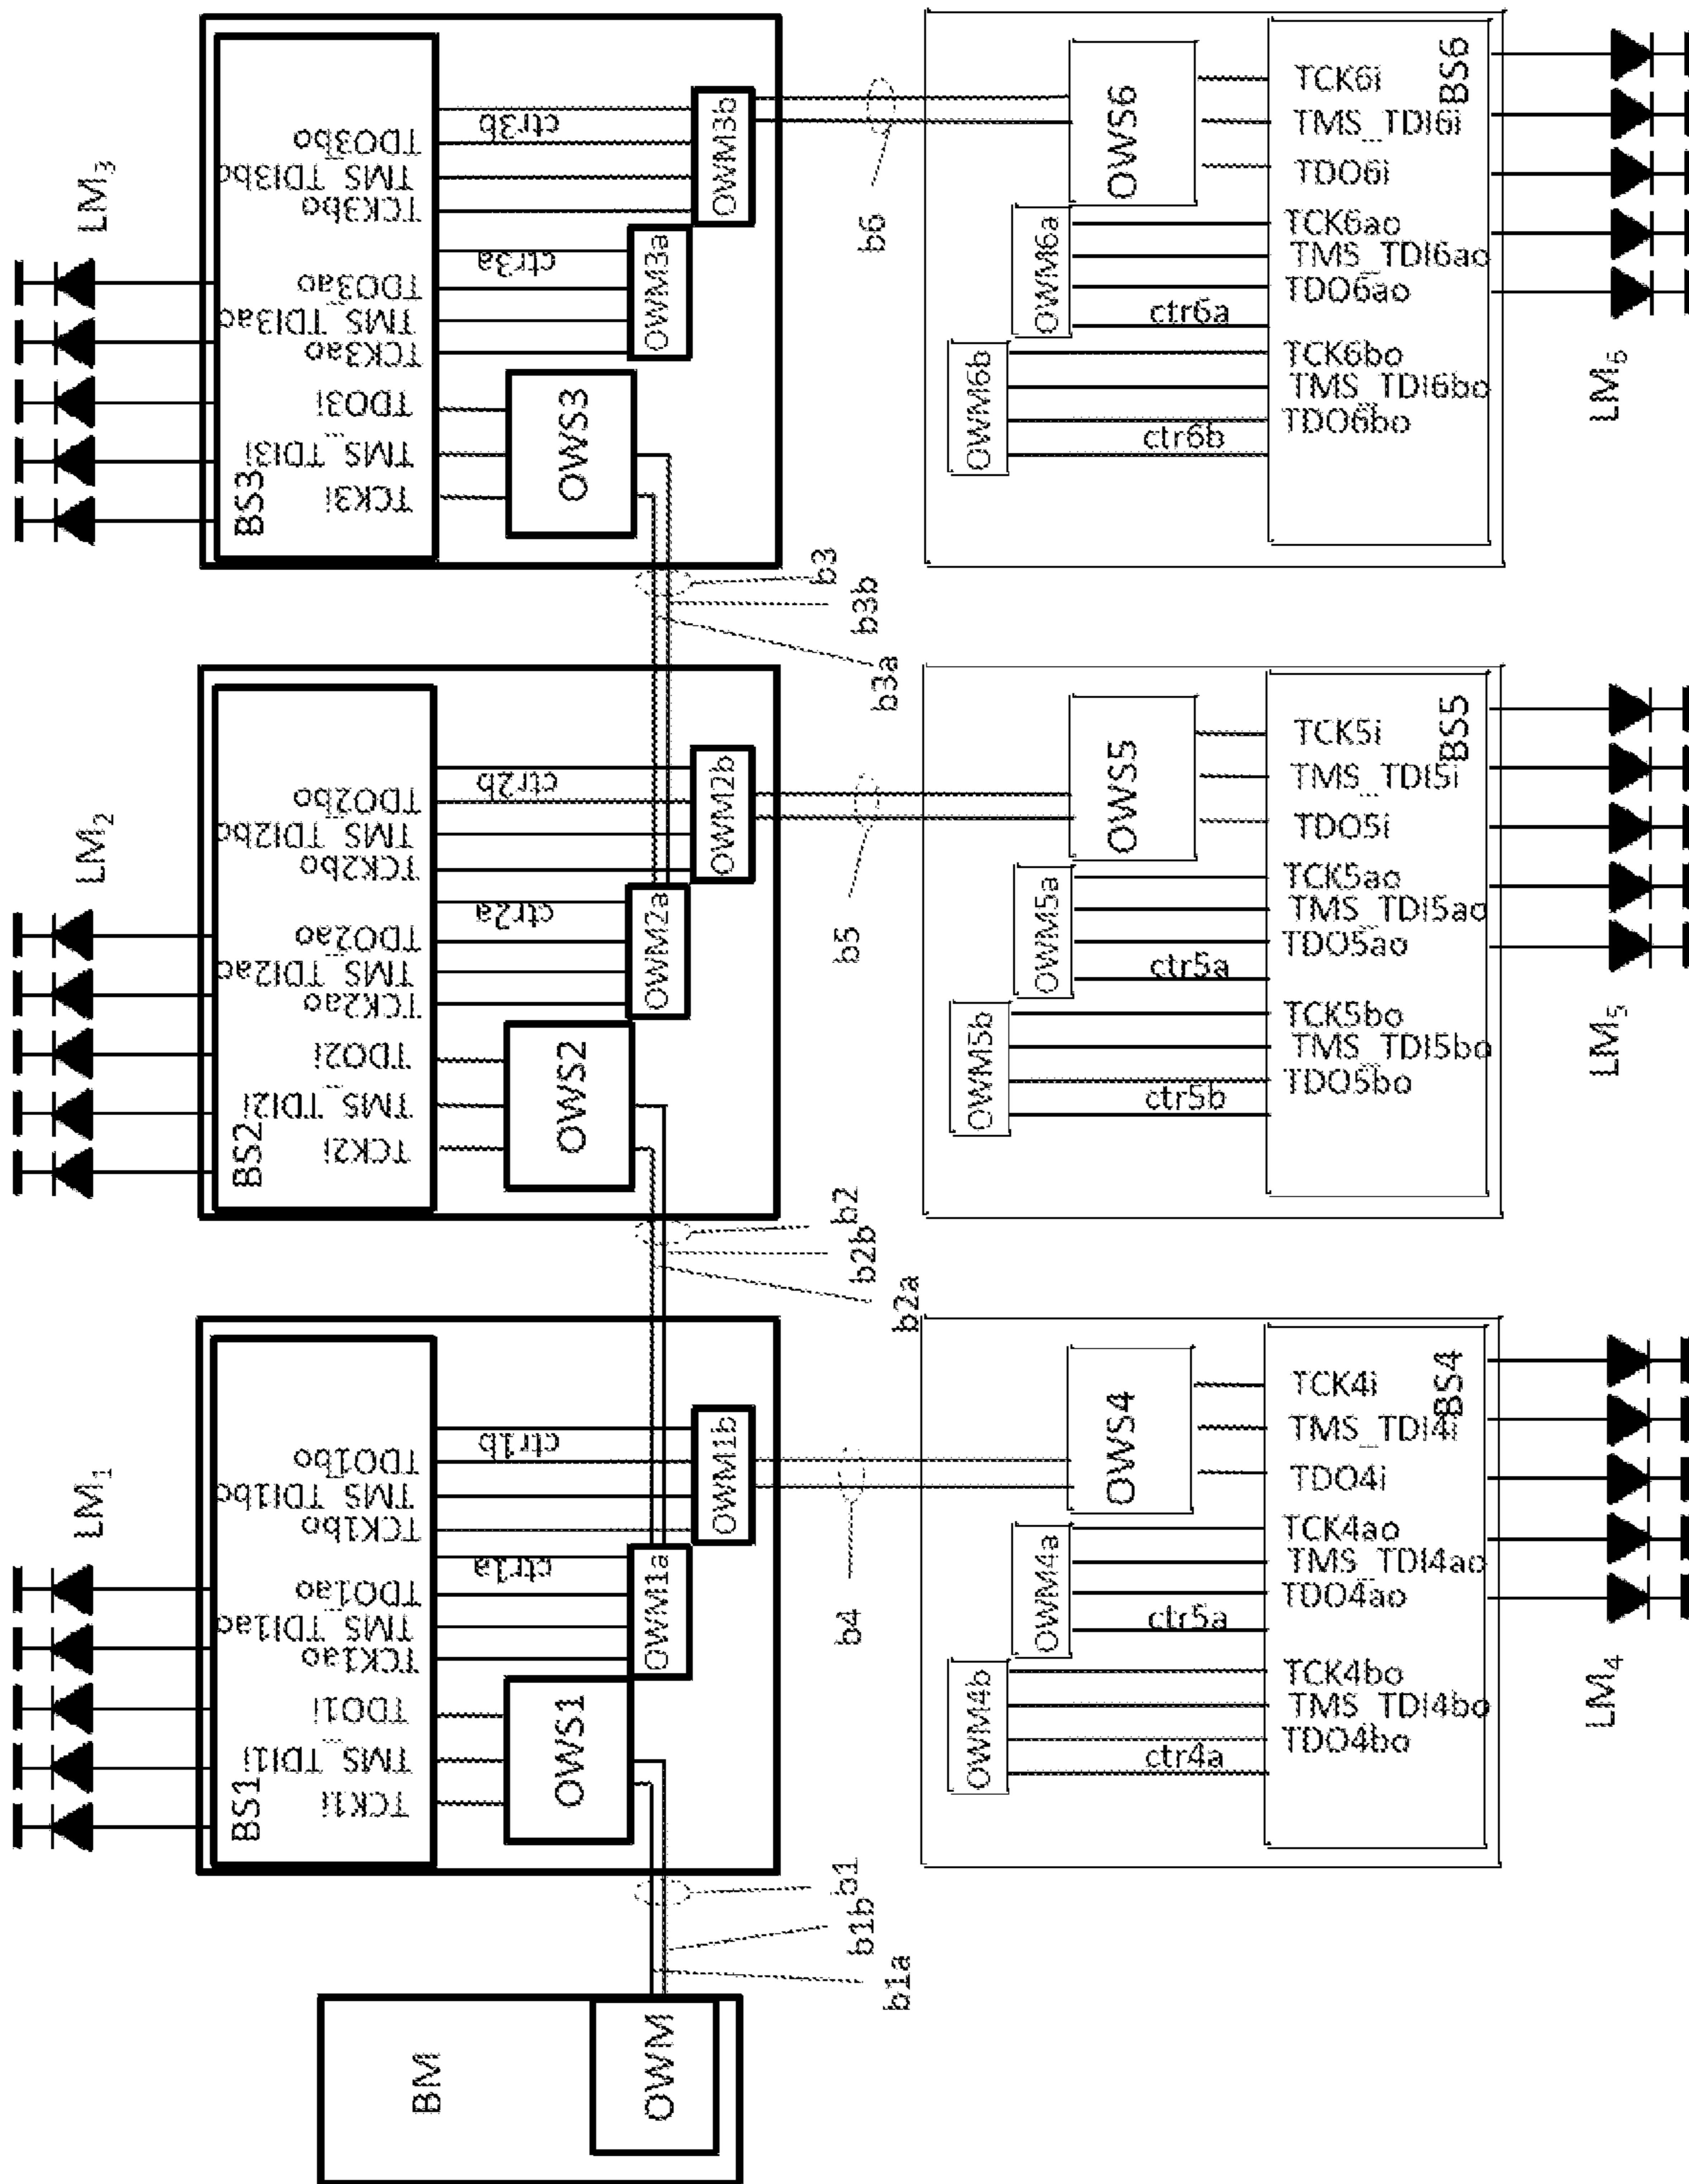 LM3
BS3
TCK3i
TMS_TDI3i
TDO3i
TCK3ao
TMS_TDI3ao
TDO3ao
ctr3a
TCK3bo
TMS_TDI3bo
TDO3bo
ctr3b
OWS3
OWM3a
OWM3b
b3
b3b
b3a
b6
OWS6
OWM6a
OWM6b
BS6
TCK6i
TMS_TDI6i
TDO6i
TCK6ao
TMS_TDI6ao
TDO6ao
ctr6a
TCK6bo
TMS_TDI6bo
TDO6bo
ctr6b
LM6
LM2
BS2
TCK2i
TMS_TDI2i
TDO2i
TCK2ao
TMS_TDI2ao
TDO2ao
ctr2a
TCK2bo
TMS_TDI2bo
TDO2bo
ctr2b
OWS2
OWM2a
OWM2b
b2
b2b
b2a
b5
OWS5
OWM5a
OWM5b
BS5
TCK5i
TMS_TDI5i
TDO5i
TCK5ao
TMS_TDI5ao
TDO5ao
ctr5a
TCK5bo
TMS_TDI5bo
TDO5bo
ctr5b
LM5
LM1
BS1
TCK1i
TMS_TDI1i
TDO1i
TCK1ao
TMS_TDI1ao
TDO1ao
ctr1a
TCK1bo
TMS_TDI1bo
TDO1bo
ctr1b
OWS1
OWM1a
OWM1b
b1
b1b
b1a
b4
OWS4
OWM4a
OWM4b
BS4
TCK4i
TMS_TDI4i
TDO4i
TCK4ao
TMS_TDI4ao
TDO4ao
ctr5a
TCK4bo
TMS_TDI4bo
TDO4bo
ctr4a
LM4
BM
OWM